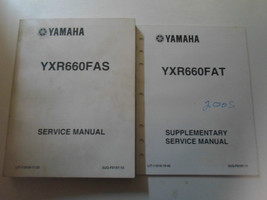 YAMAHA
YXR660FAS
SERVICE MANUAL
YAMAHA
YXR660FAT
2005
SUPPLEMENTARY
SERVICE MANUAL